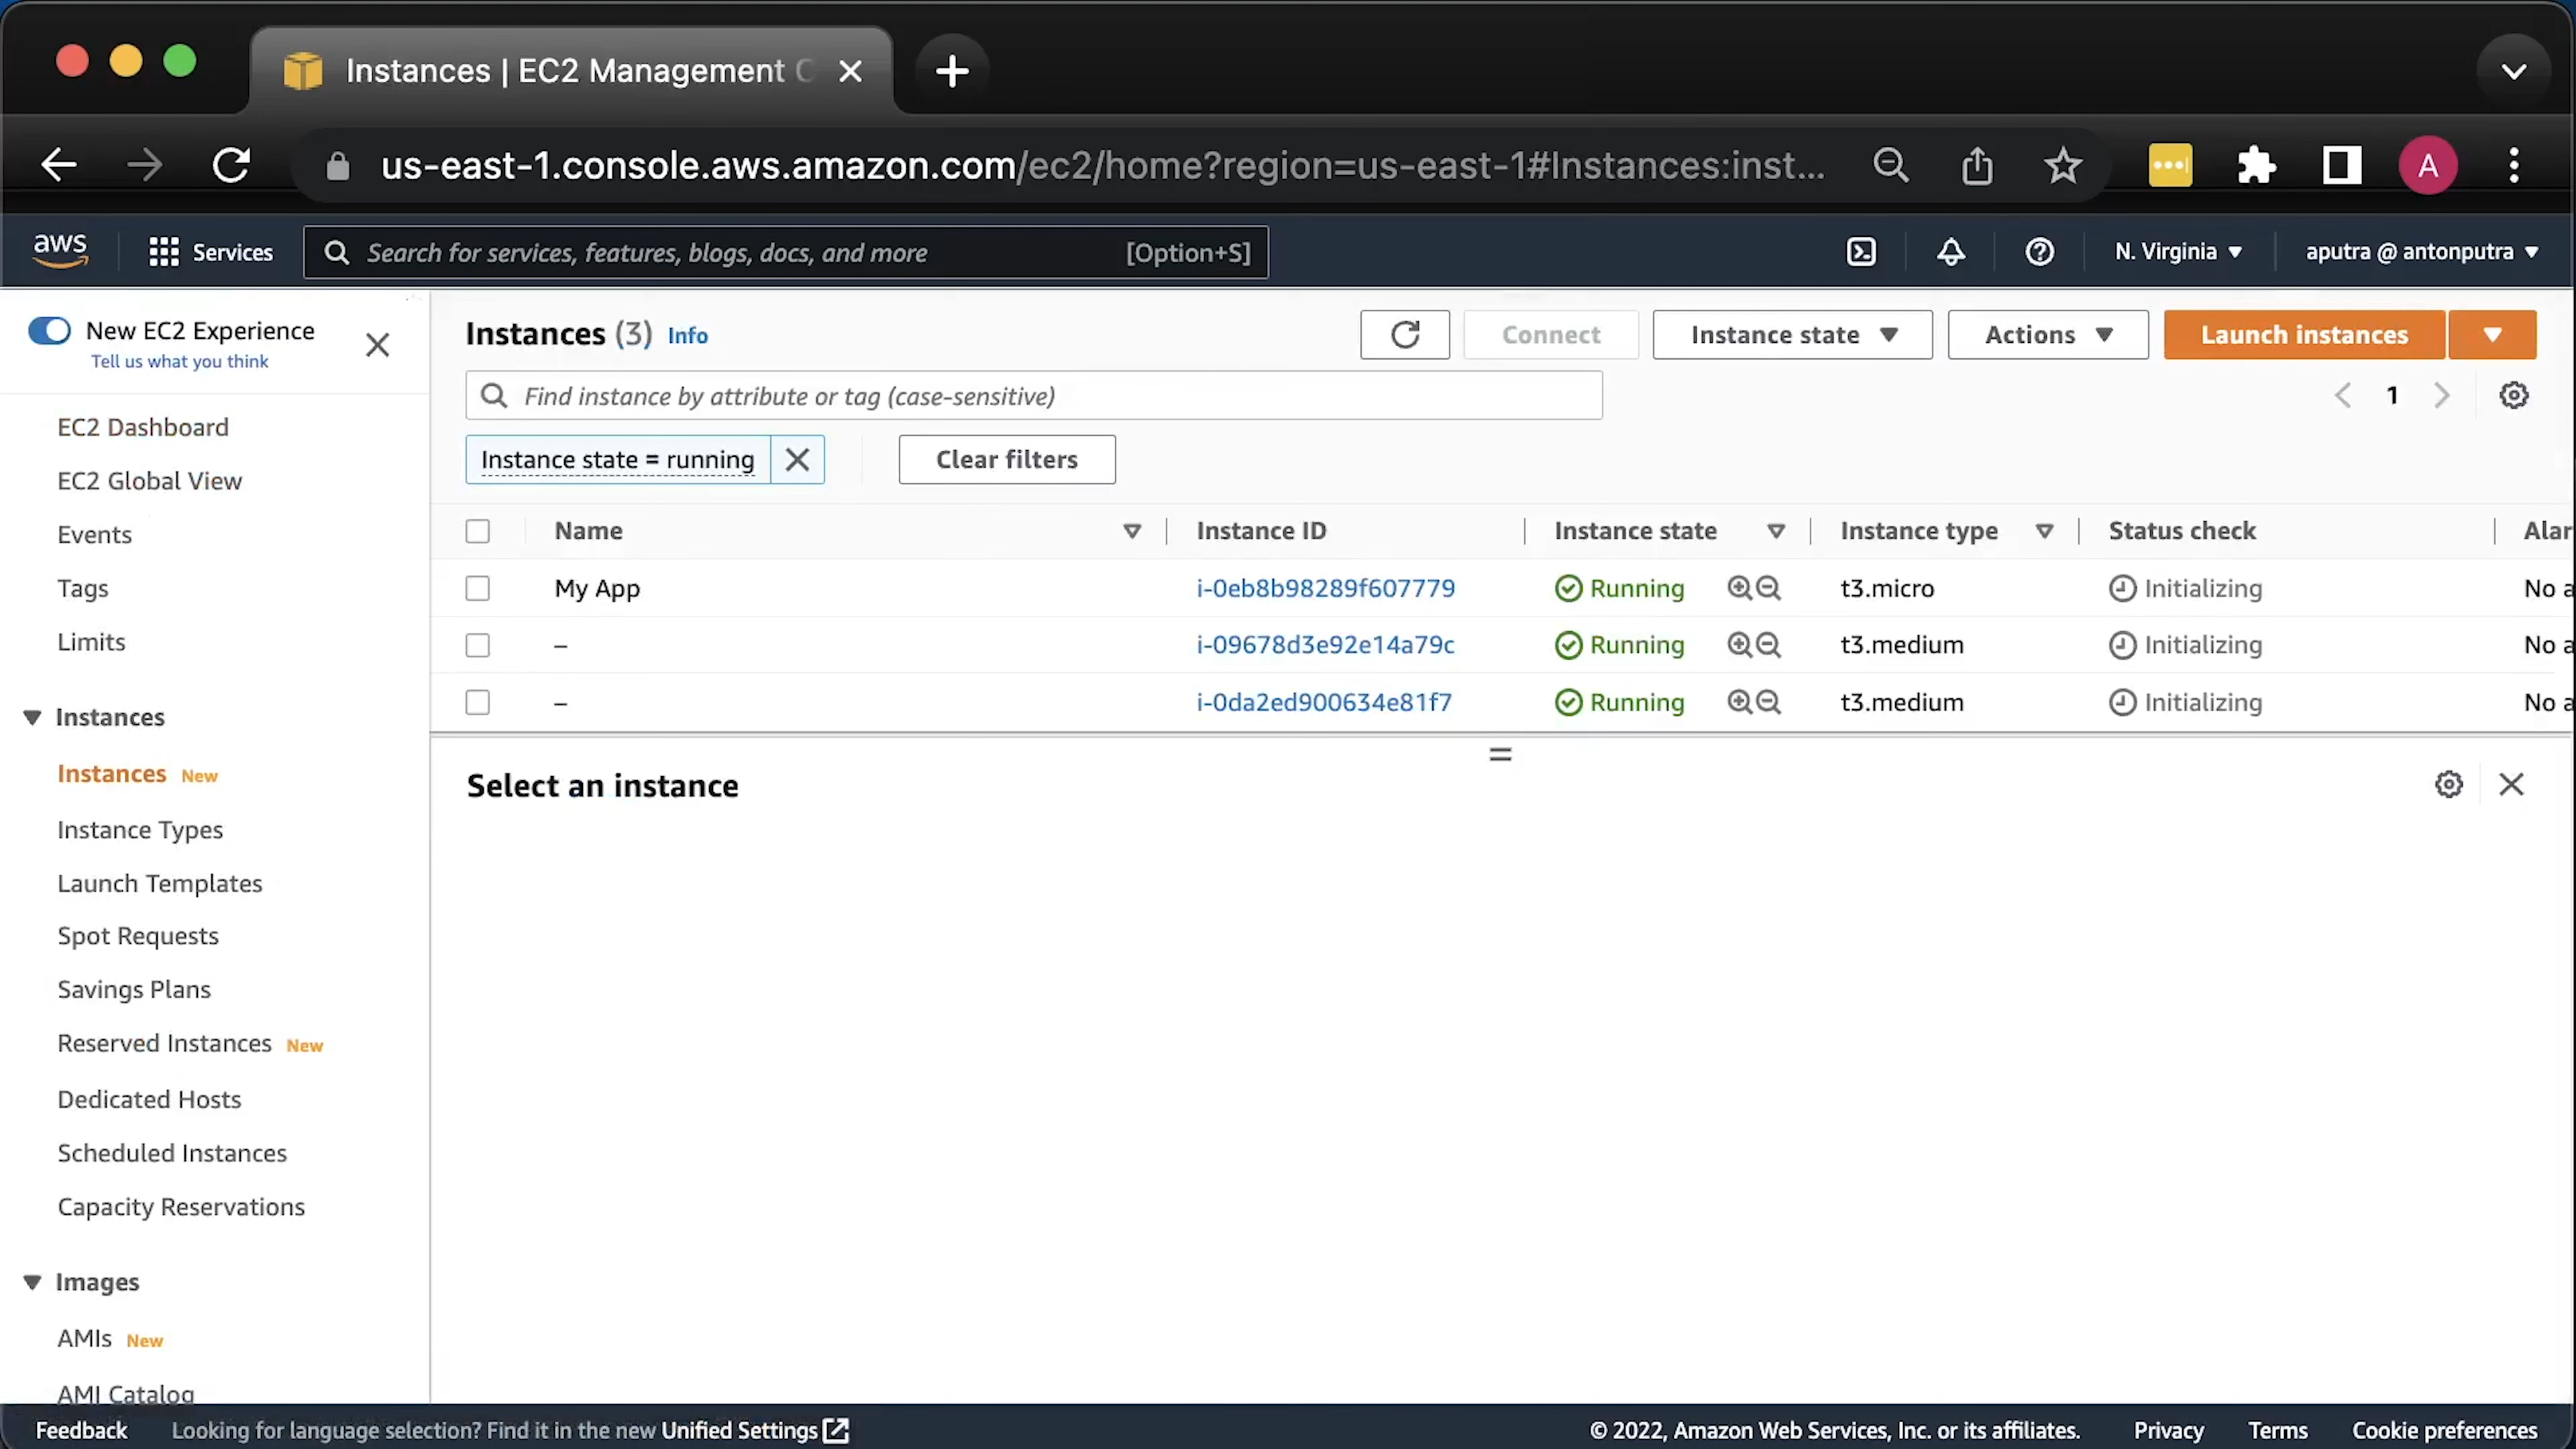 Instances | EC2 Management C
us-east-1.console.aws.amazon.com/ec2/home?region=us-east-1#Instances:inst...
A
aws
Services
Search for services, features, blogs, docs, and more
[Option+S]
N. Virginia
aputra @ antonputra
New EC2 Experience
Tell us what you think
EC2 Dashboard
EC2 Global View
Events
Tags
Limits
Instances
Instances New
Instance Types
Launch Templates
Spot Requests
Savings Plans
Reserved Instances New
Dedicated Hosts
Scheduled Instances
Capacity Reservations
Images
AMIs New
AMI Catalog
Instances (3) Info
Connect
Instance state
Actions
Launch instances
Find instance by attribute or tag (case-sensitive)
1
Instance state = running
Clear filters
Name Instance ID Instance state Instance type Status check Alar
My App i-0eb8b98289f607779 Running t3.micro Initializing No a
– i-09678d3e92e14a79c Running t3.medium Initializing No a
– i-0da2ed900634e81f7 Running t3.medium Initializing No a
Select an instance
Feedback Looking for language selection? Find it in the new Unified Settings
© 2022, Amazon Web Services, Inc. or its affiliates. Privacy Terms Cookie preferences